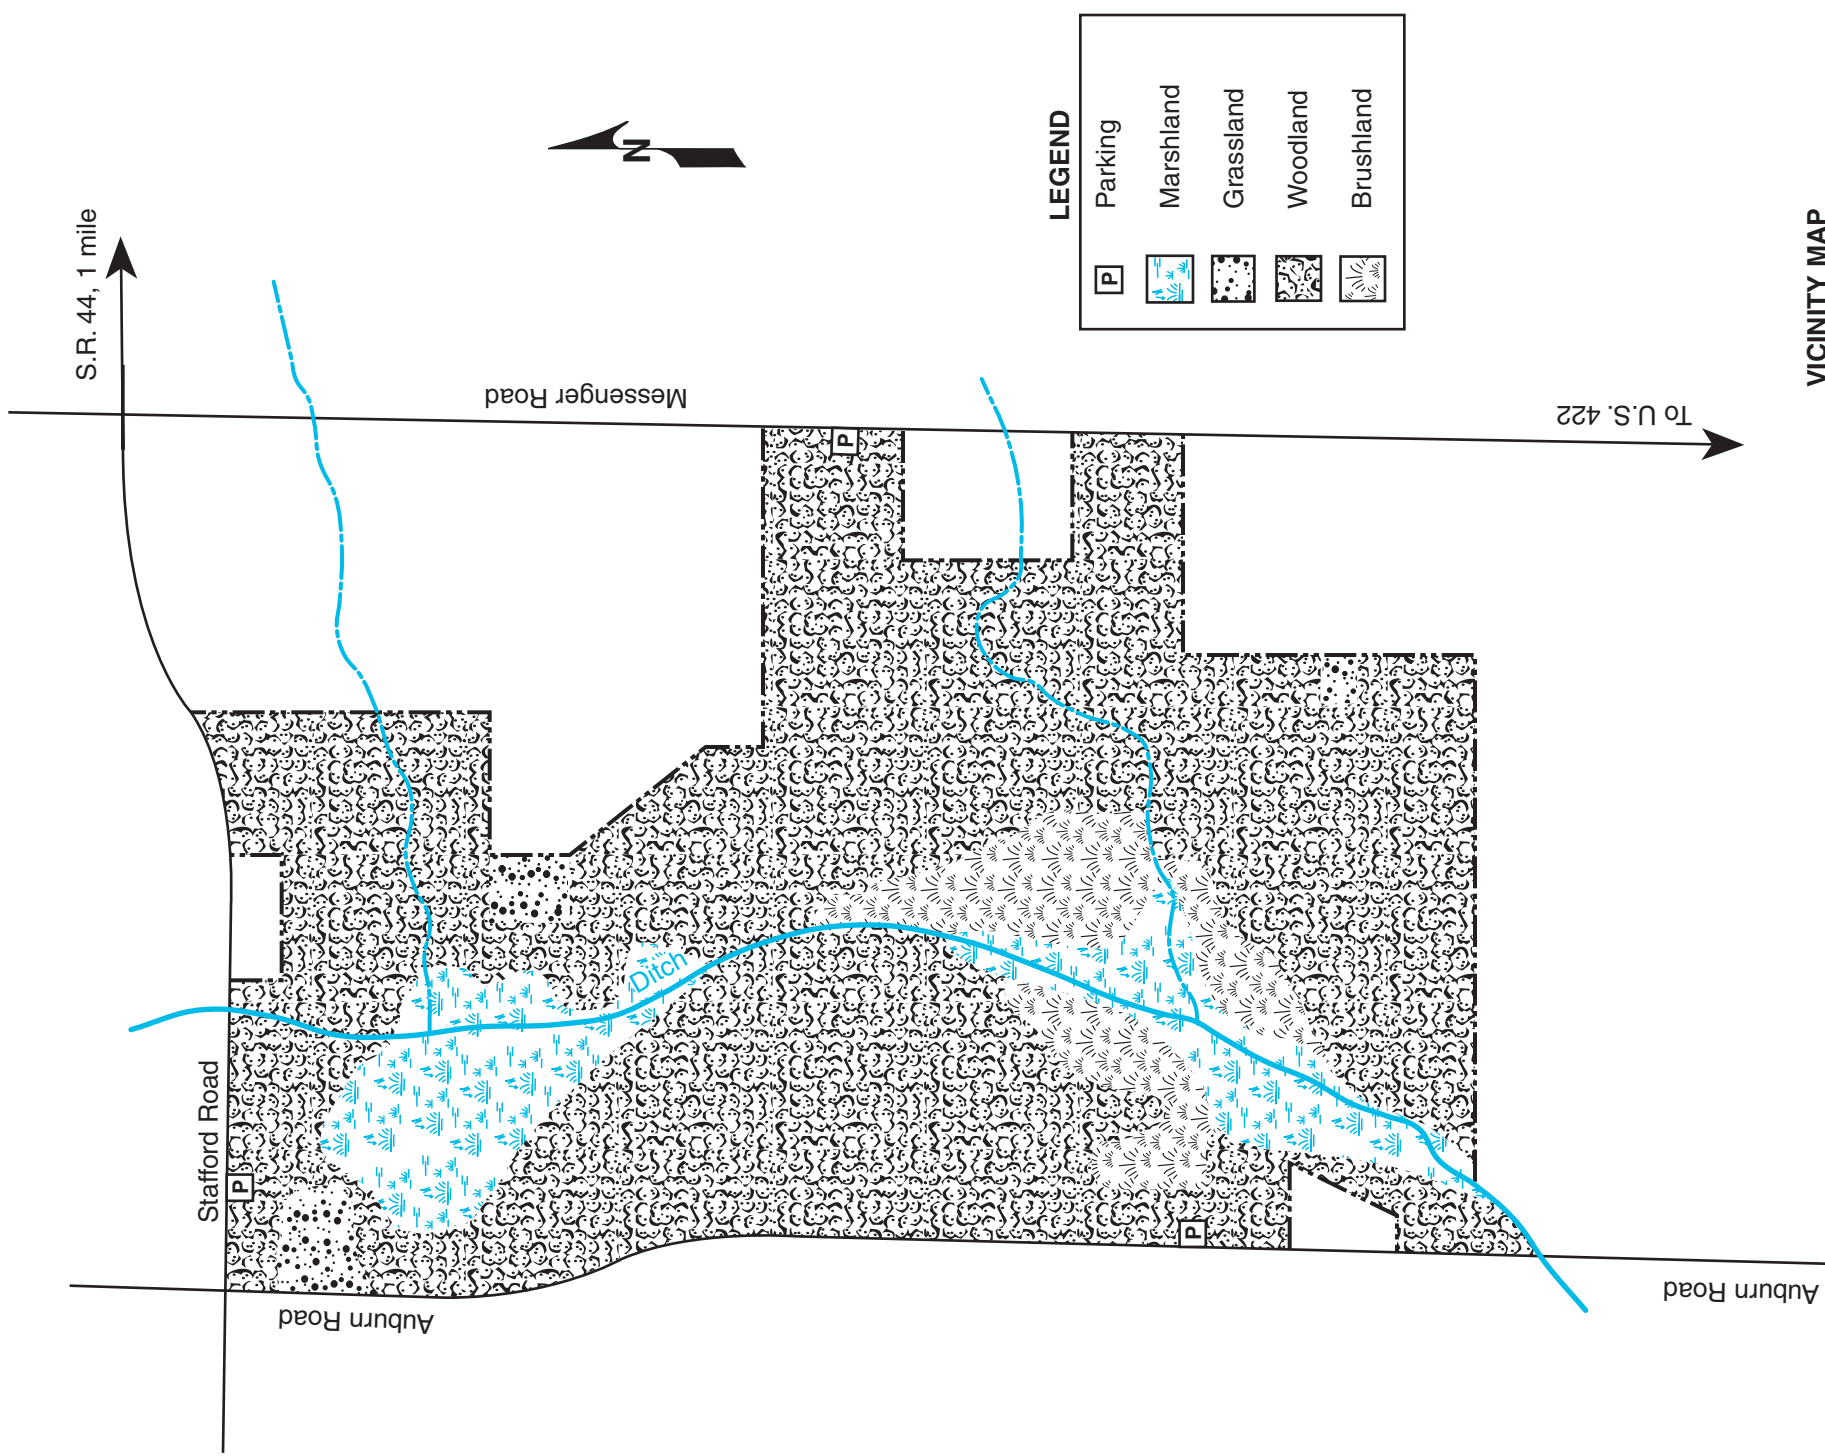 S.R. 44, 1 mile
N
Messenger Road
LEGEND
P Parking
Marshland
Grassland
Woodland
Brushland
P
To U.S. 422
VICINITY MAP
Ditch
Stafford Road
P
P
Auburn Road
Auburn Road